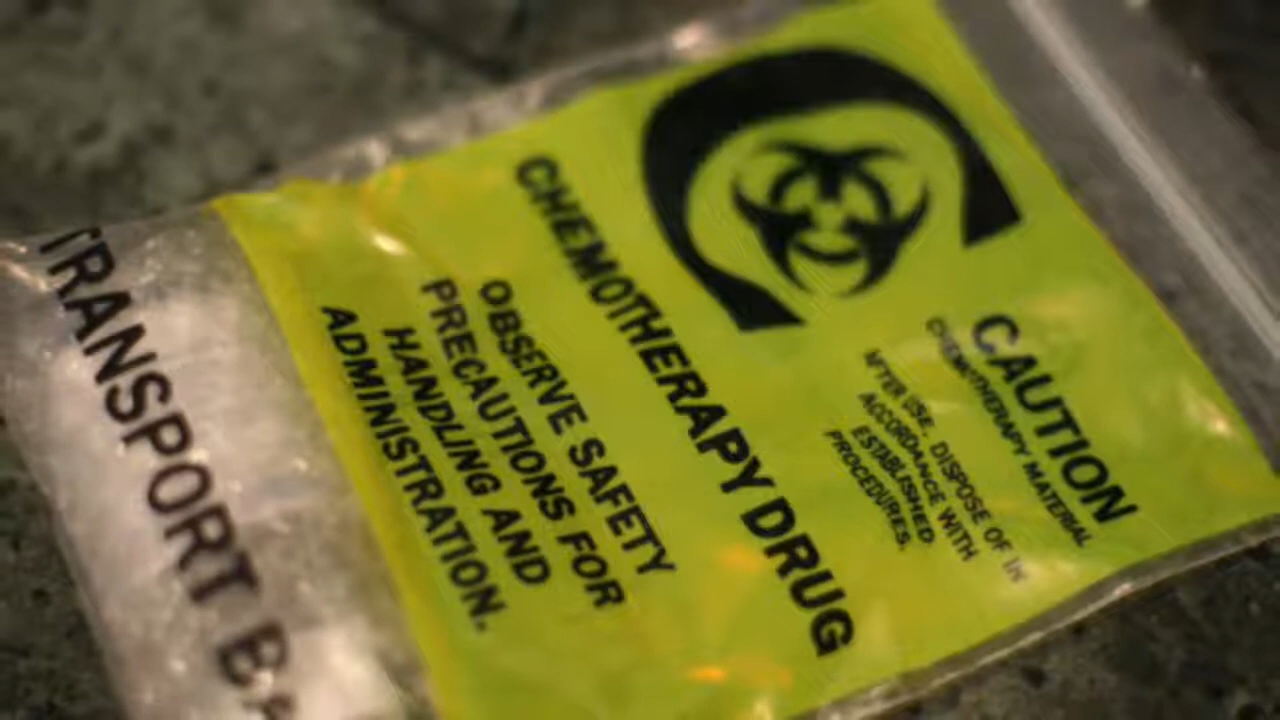 CAUTION
CHEMOTHERAPY MATERIAL
AFTER USE, DISPOSE OF IN
ACCORDANCE WITH
ESTABLISHED
PROCEDURES.
CHEMOTHERAPY DRUG
OBSERVE SAFETY
PRECAUTIONS FOR
HANDLING AND
ADMINISTRATION.
TRANSPORT BA